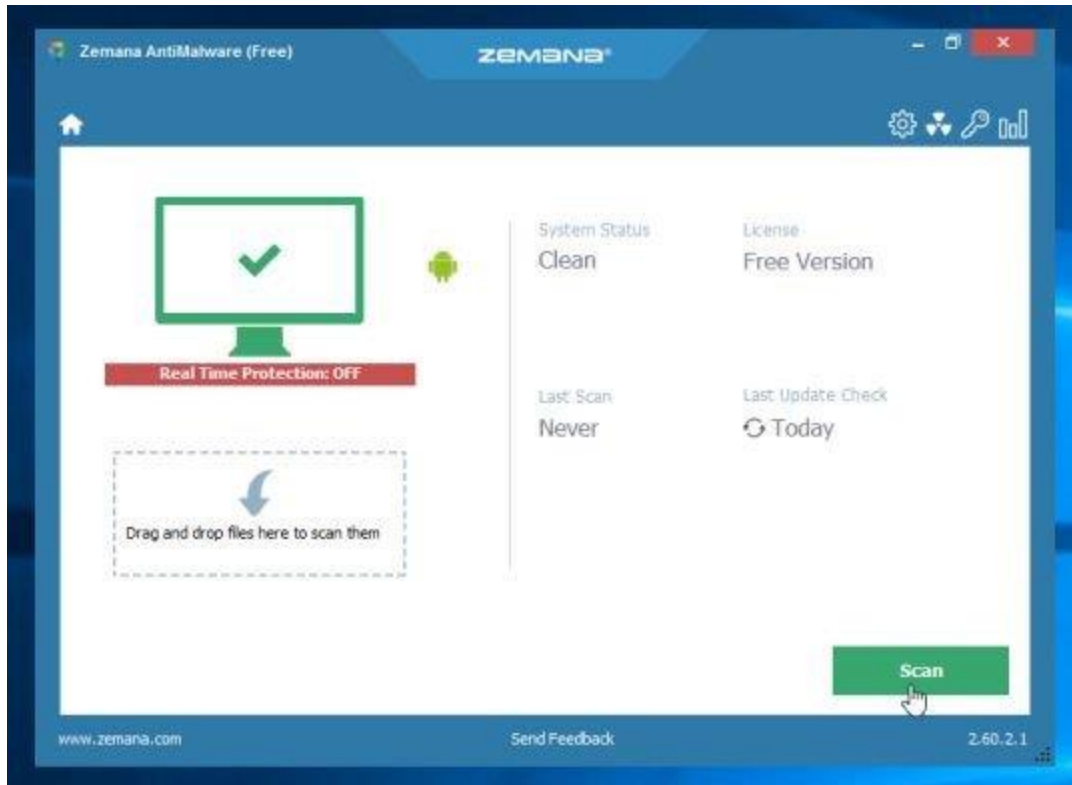 Zemana AntiMalware (Free)
ZEMANA®
System Status
Clean
License
Free Version
Real Time Protection: OFF
Last Scan
Never
Last Update Check
Today
Drag and drop files here to scan them
Scan
www.zemana.com
Send Feedback
2.60.2.1